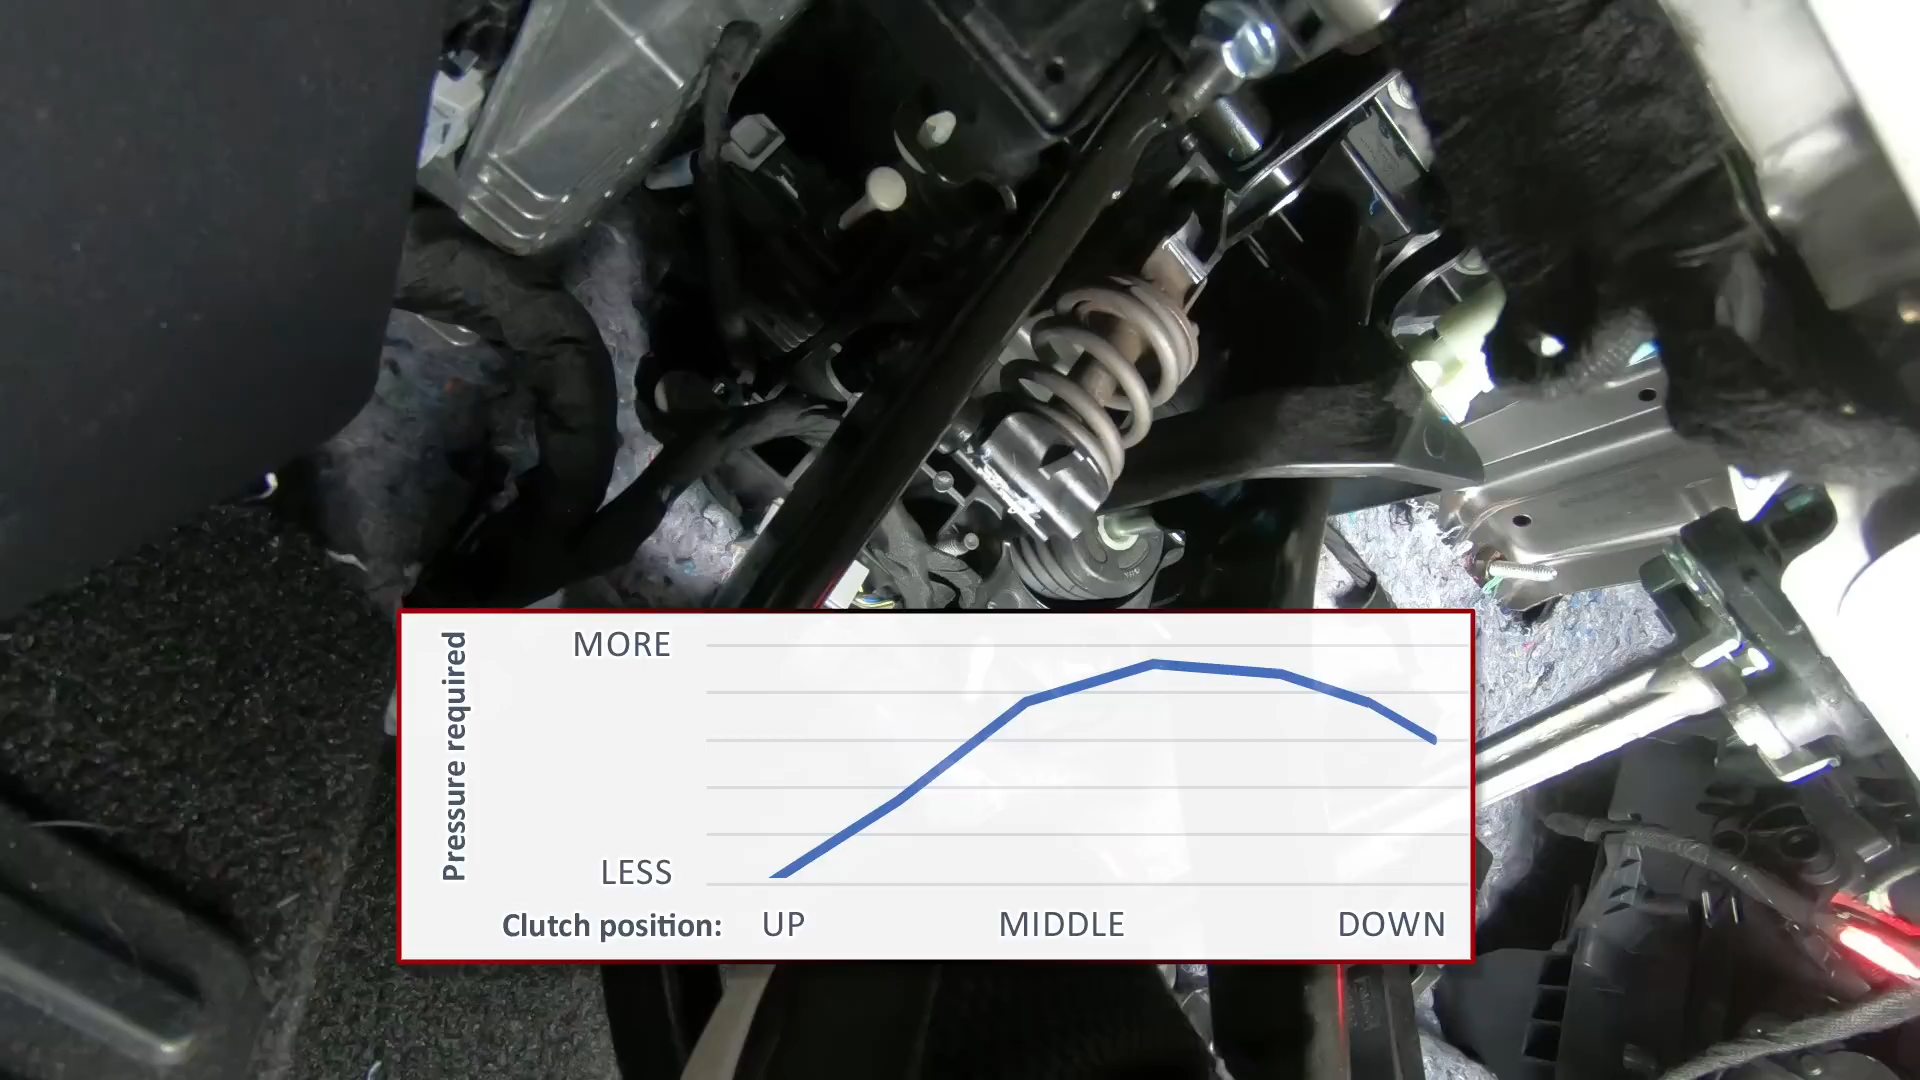 Pressure required
MORE
LESS
Clutch position: UP MIDDLE DOWN